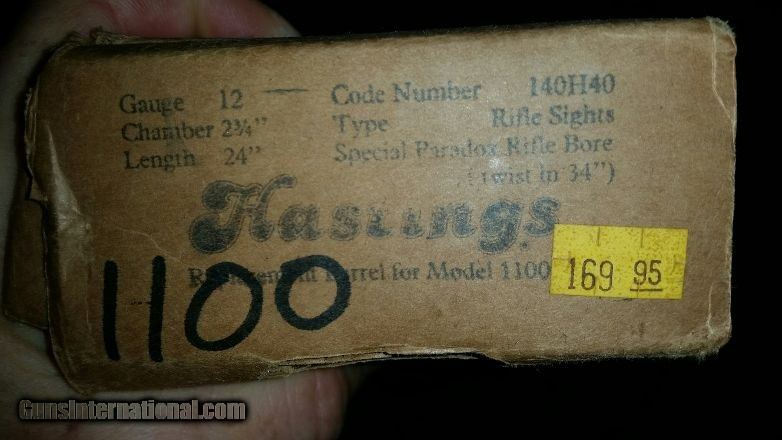 Gauge 12 — Code Number 140H40
Chamber 2¾" Type Rifle Sights
Length 24" Special Paradox Rifle Bore
twist in 34")
Hastings
Replacement Barrel for Model 1100
169 95
1100
GunsInternational.com